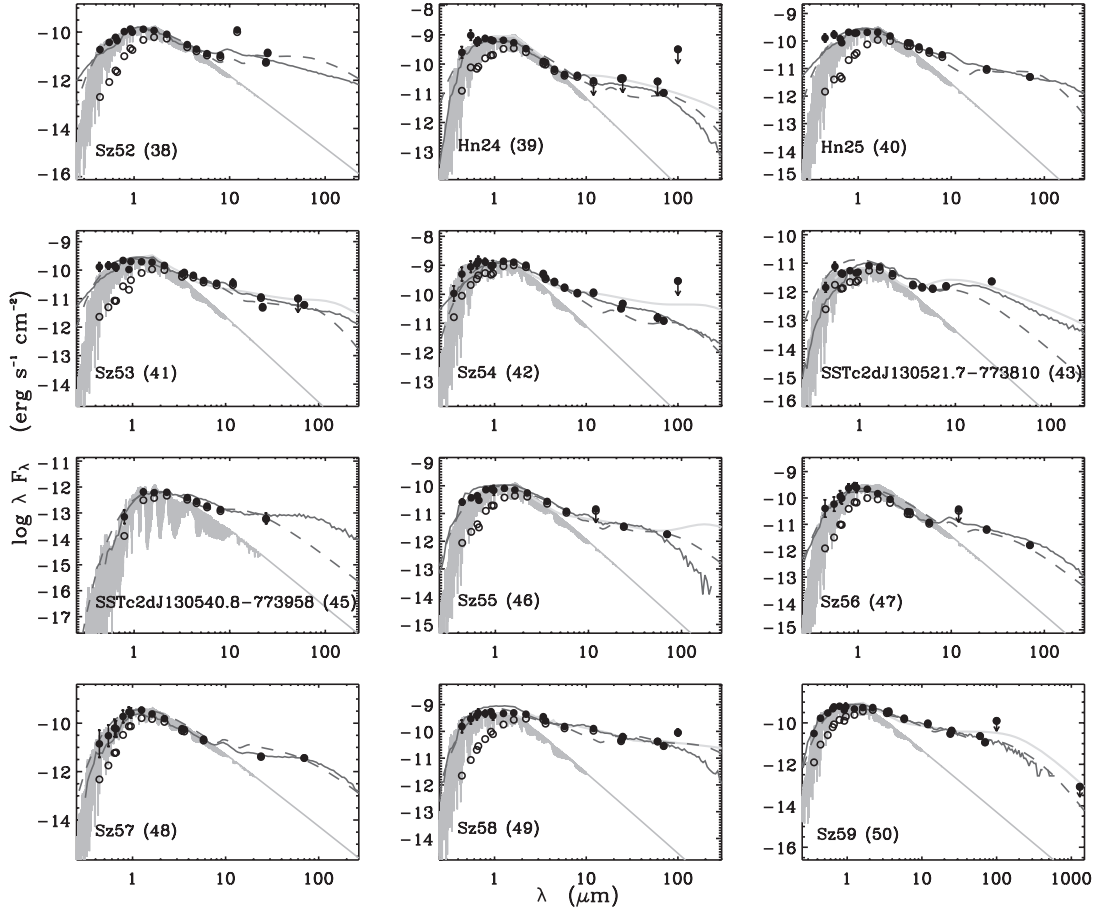 -10
-12
-14
-16
Sz52 (38)
1 10 100
-8
-9
-10
-11
-12
-13
Hn24 (39)
1 10 100
-9
-10
-11
-12
-13
-14
-15
Hn25 (40)
1 10 100
-9
-10
-11
-12
-13
-14
Sz53 (41)
1 10 100
-8
-9
-10
-11
-12
-13
Sz54 (42)
1 10 100
-10
-11
-12
-13
-14
-15
-16
SSTc2dJ130521.7-773810 (43)
1 10 100
log λ Fλ (erg s⁻¹ cm⁻²)
-11
-12
-13
-14
-15
-16
-17
SSTc2dJ130540.8-773958 (45)
1 10 100
-9
-10
-11
-12
-13
-14
-15
Sz55 (46)
1 10 100
-9
-10
-11
-12
-13
-14
-15
Sz56 (47)
1 10 100
-10
-12
-14
Sz57 (48)
1 10 100
-9
-10
-11
-12
-13
-14
Sz58 (49)
1 10 100
-10
-12
-14
-16
Sz59 (50)
1 10 100 1000
λ (μm)